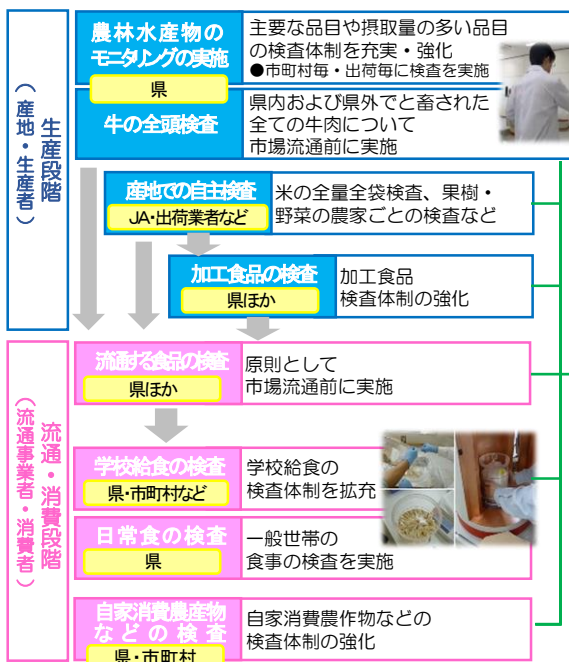 生産段階
（産地・生産者）
農林水産物の
モニタリングの実施
県
牛の全頭検査
主要な品目や摂取量の多い品目
の検査体制を充実・強化
●市町村毎・出荷毎に検査を実施
県内および県外でと畜された
全ての牛肉について
市場流通前に実施
産地での自主検査
JA・出荷業者など
米の全量全袋検査、果樹・
野菜の農家ごとの検査など
加工食品の検査
県ほか
加工食品
検査体制の強化
流通・消費段階
（流通事業者・消費者）
流通する食品の検査
県ほか
原則として
市場流通前に実施
学校給食の検査
県・市町村など
学校給食の
検査体制を拡充
日常食の検査
県
一般世帯の
食事の検査を実施
自家消費農産物
などの検査
県・市町村
自家消費農作物などの
検査体制の強化